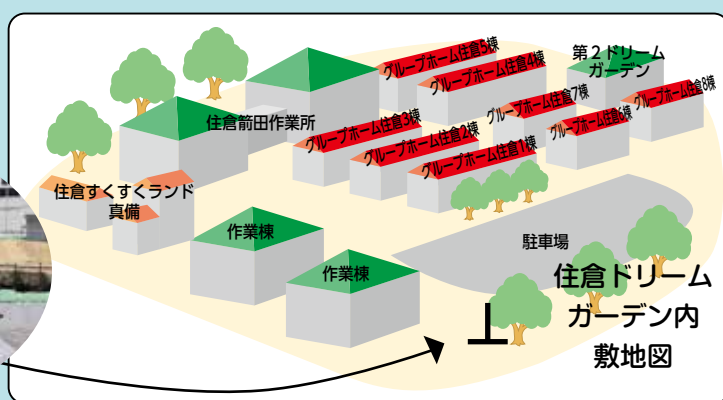 グループホーム住倉5棟
グループホーム住倉4棟
第2ドリーム
ガーデン
グループホーム住倉7棟
グループホーム住倉8棟
グループホーム住倉6棟
住倉箭田作業所
グループホーム住倉3棟
グループホーム住倉2棟
グループホーム住倉1棟
住倉すくすくランド
真備
作業棟
作業棟
駐車場
住倉ドリーム
ガーデン内
敷地図